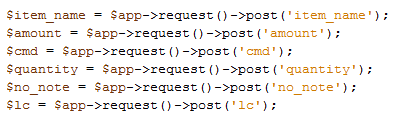 $item_name = $app->request()->post('item_name');
$amount = $app->request()->post('amount');
$cmd = $app->request()->post('cmd');
$quantity = $app->request()->post('quantity');
$no_note = $app->request()->post('no_note');
$lc = $app->request()->post('lc');